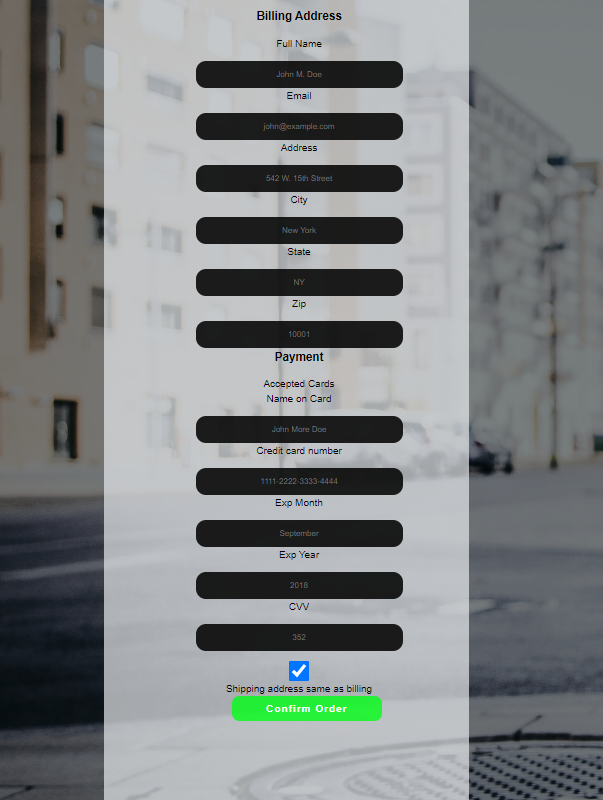 Billing Address
Full Name
John M. Doe
Email
john@example.com
Address
542 W. 15th Street
City
New York
State
NY
Zip
10001
Payment
Accepted Cards
Name on Card
John More Doe
Credit card number
1111-2222-3333-4444
Exp Month
September
Exp Year
2018
CVV
352
Shipping address same as billing
Confirm Order